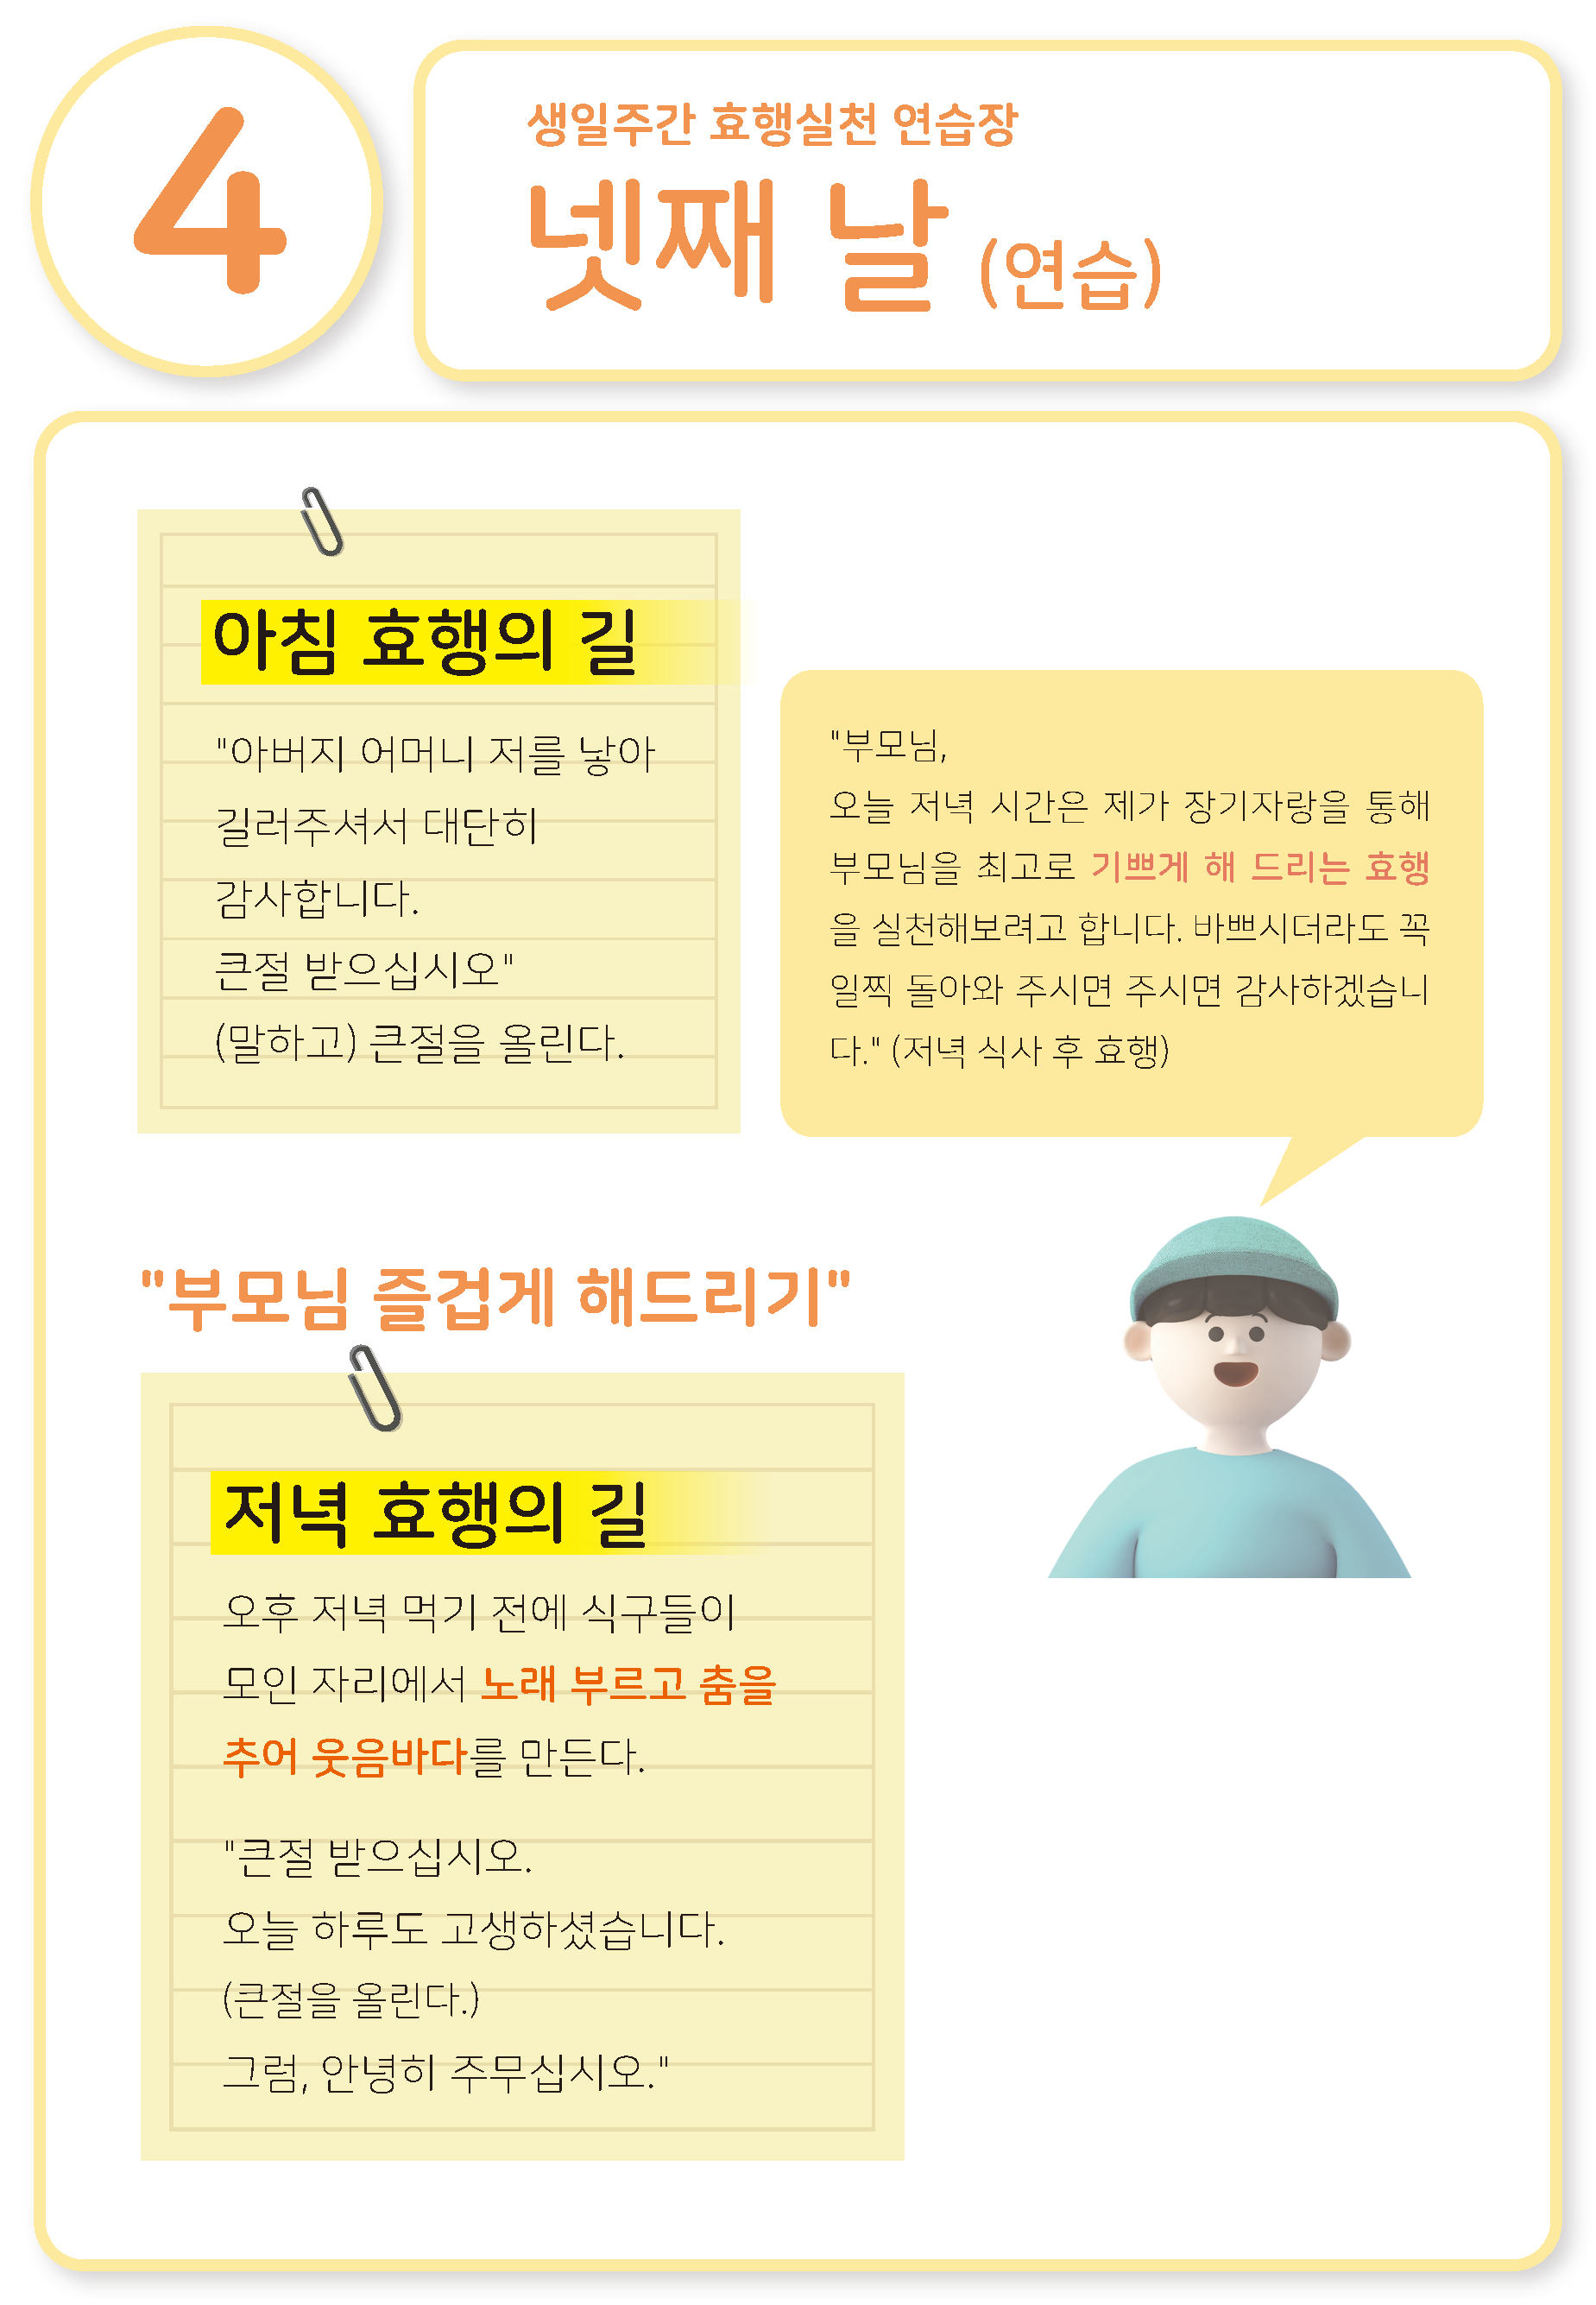 4
생일주간 효행실천 연습장
넷째 날 (연습)
아침 효행의 길
"아버지 어머니 저를 낳아
길러주셔서 대단히
감사합니다.
큰절 받으십시오"
(말하고) 큰절을 올린다.
"부모님,
오늘 저녁 시간은 제가 장기자랑을 통해
부모님을 최고로 기쁘게 해 드리는 효행
을 실천해보려고 합니다. 바쁘시더라도 꼭
일찍 돌아와 주시면 주시면 감사하겠습니
다." (저녁 식사 후 효행)
"부모님 즐겁게 해드리기"
저녁 효행의 길
오후 저녁 먹기 전에 식구들이
모인 자리에서 노래 부르고 춤을
추어 웃음바다를 만든다.
"큰절 받으십시오.
오늘 하루도 고생하셨습니다.
(큰절을 올린다.)
그럼, 안녕히 주무십시오."